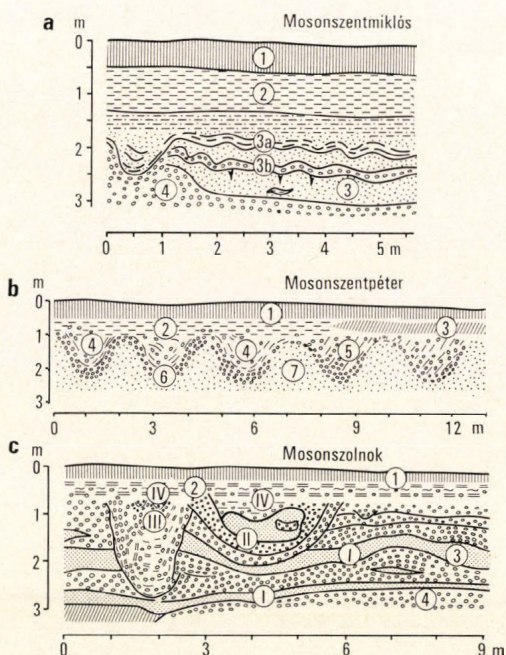 a m Mosonszentmiklós
0
1
1
2
2
3a
3b
4
3
3
0 1 2 3 4 5 m
b m Mosonszentpéter
0
1
1 2 3
4 4 5
2 6 7
3
0 3 6 9 12 m
c m Mosonszolnok
0
1
IV 2 IV
1 III
II
2 I 3
I 4
3
0 3 6 9 m